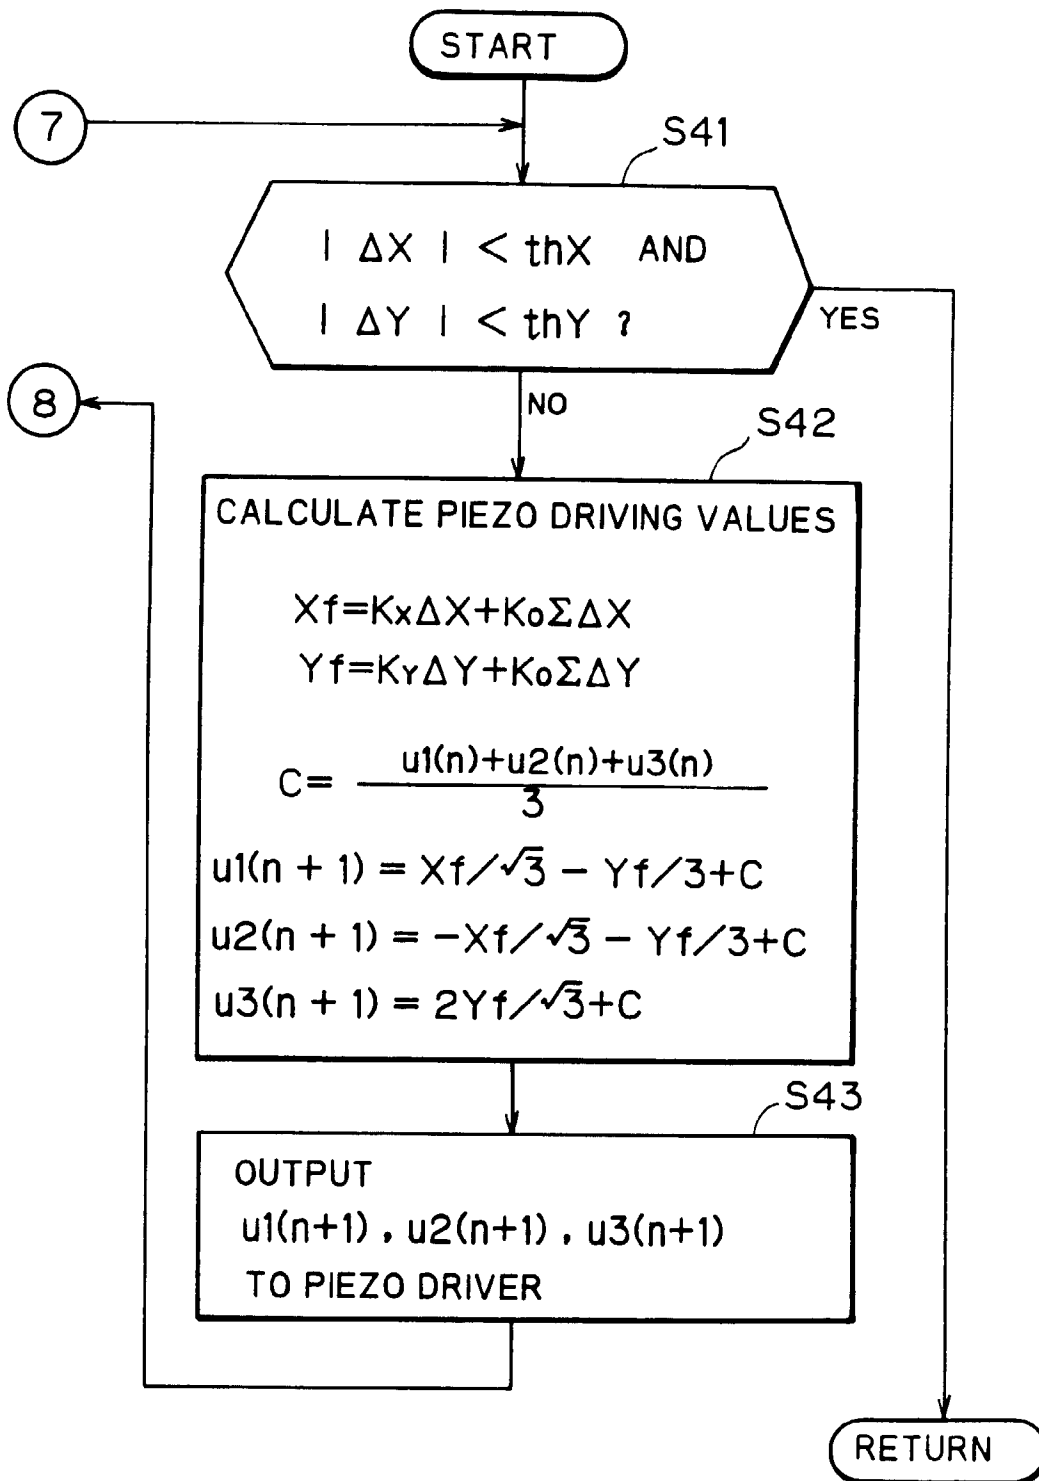 START
7
S41
| ΔX | < thX AND
| ΔY | < thY ?
YES
8
NO
S42
CALCULATE PIEZO DRIVING VALUES
Xf=KxΔX+KoΣΔX
Yf=KYΔY+KoΣΔY
C= u1(n)+u2(n)+u3(n)
3
u1(n + 1) = Xf/√3 − Yf/3+C
u2(n + 1) = −Xf/√3 − Yf/3+C
u3(n + 1) = 2Yf/√3+C
S43
OUTPUT
u1(n+1) , u2(n+1) , u3(n+1)
TO PIEZO DRIVER
RETURN